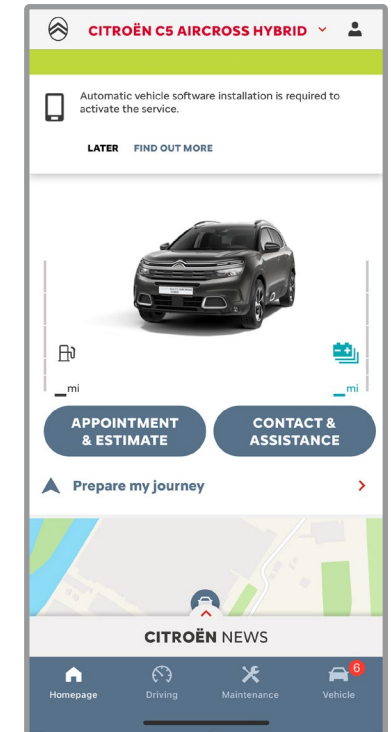 CITROËN C5 AIRCROSS HYBRID
Automatic vehicle software installation is required to
activate the service.
LATER FIND OUT MORE
_mi _mi
APPOINTMENT
& ESTIMATE
CONTACT &
ASSISTANCE
Prepare my journey
CITROËN NEWS
6
Homepage Driving Maintenance Vehicle